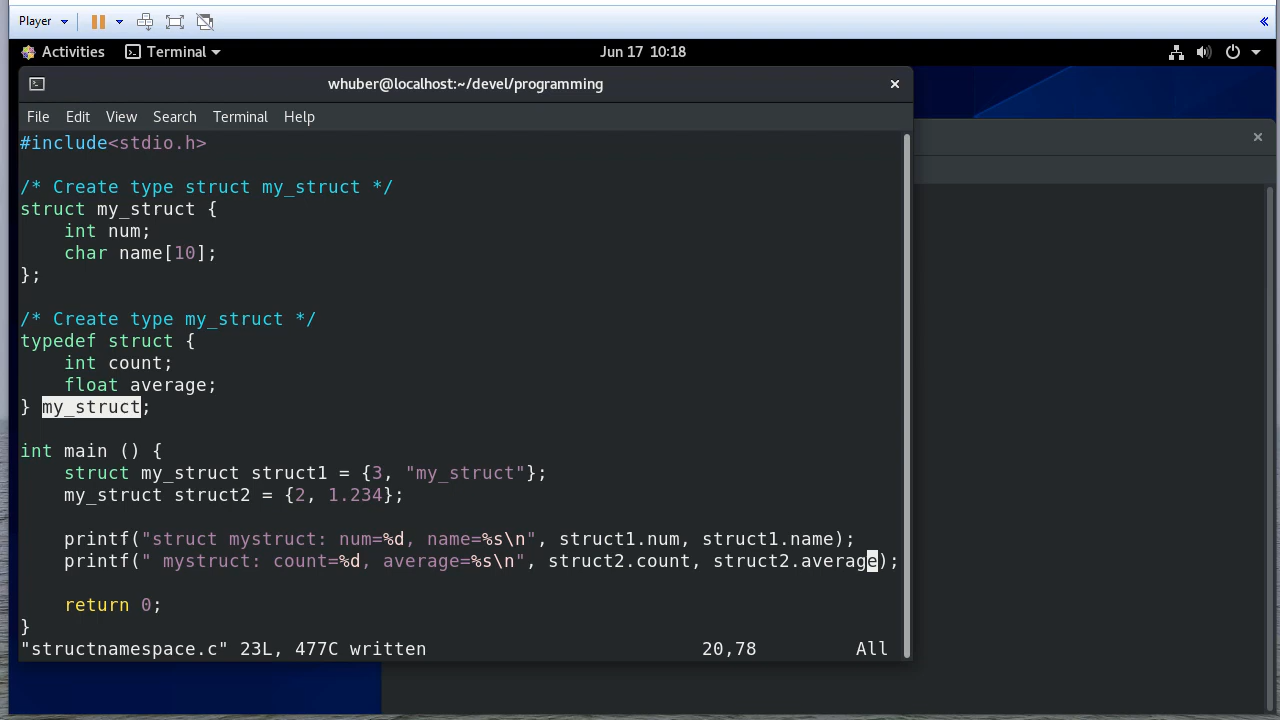 Player
Activities Terminal Jun 17 10:18
whuber@localhost:~/devel/programming
File Edit View Search Terminal Help
#include<stdio.h>
/* Create type struct my_struct */
struct my_struct {
    int num;
    char name[10];
};
/* Create type my_struct */
typedef struct {
    int count;
    float average;
} my_struct;
int main () {
    struct my_struct struct1 = {3, "my_struct"};
    my_struct struct2 = {2, 1.234};
    printf("struct mystruct: num=%d, name=%s\n", struct1.num, struct1.name);
    printf(" mystruct: count=%d, average=%s\n", struct2.count, struct2.average);
    return 0;
}
"structnamespace.c" 23L, 477C written 20,78 All